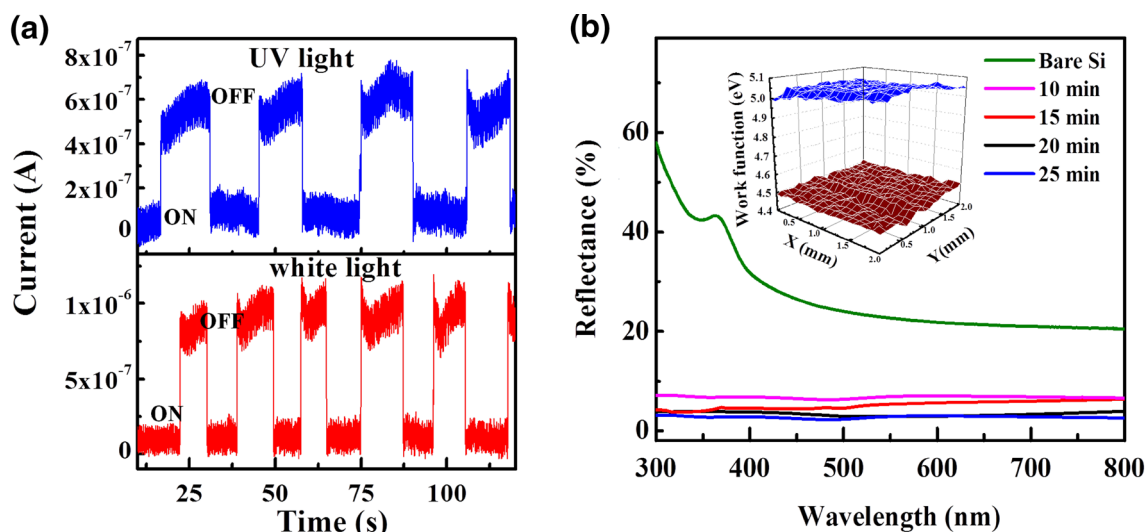 (a)
UV light
8x10⁻⁷
6x10⁻⁷
4x10⁻⁷
2x10⁻⁷
0
OFF
ON
white light
1x10⁻⁶
5x10⁻⁷
0
OFF
ON
Current (A)
25 50 75 100
Time (s)
(b)
Bare Si
10 min
15 min
20 min
25 min
5.1
5.0
4.9
4.8
4.7
4.6
4.5
4.4
Work function (eV)
0.5 1.0 1.5 2.0
X (mm)
0.5 1.0 1.5 2.0
Y(mm)
60
40
20
0
Reflectance (%)
300 400 500 600 700 800
Wavelength (nm)